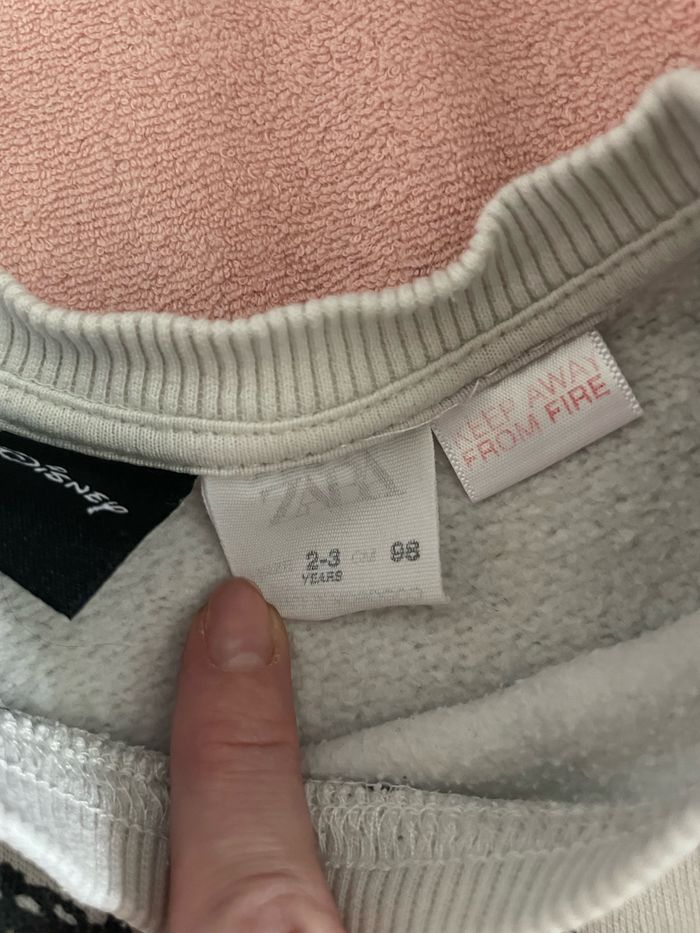 Disney
ZARA
2-3 CM 98
YEARS
KEEP AWAY
FROM FIRE